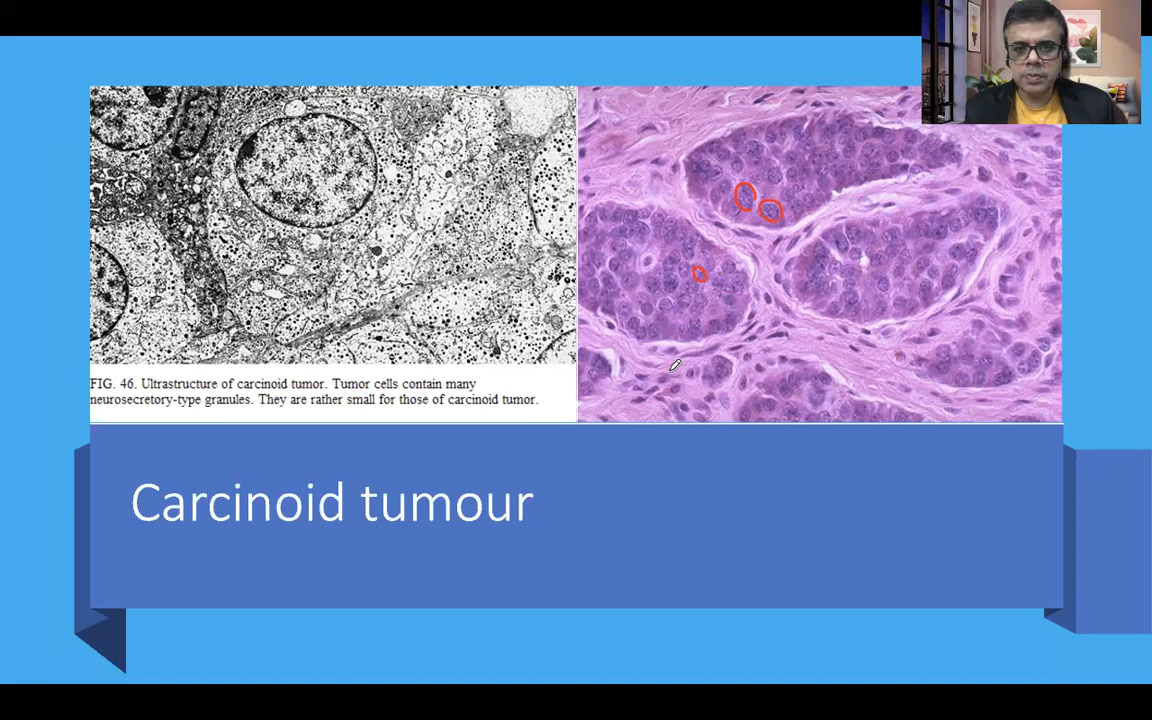 FIG. 46. Ultrastructure of carcinoid tumor. Tumor cells contain many
neurosecretory-type granules. They are rather small for those of carcinoid tumor.
Carcinoid tumour